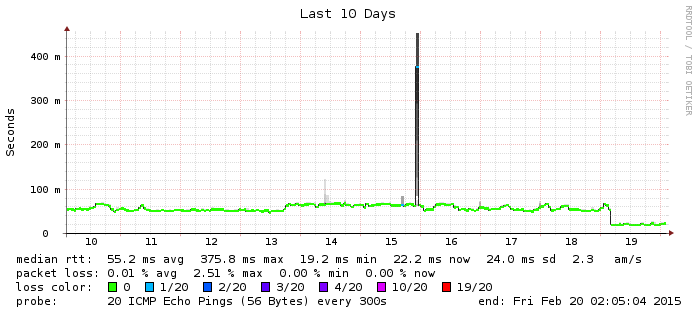 Last 10 Days
RRDTOOL / TOBI OETIKER
Seconds
400 m
300 m
200 m
100 m
0
10 11 12 13 14 15 16 17 18 19
median rtt: 55.2 ms avg 375.8 ms max 19.2 ms min 22.2 ms now 24.0 ms sd 2.3 am/s
packet loss: 0.01 % avg 2.51 % max 0.00 % min 0.00 % now
loss color: 0 1/20 2/20 3/20 4/20 10/20 19/20
probe: 20 ICMP Echo Pings (56 Bytes) every 300s end: Fri Feb 20 02:05:04 2015